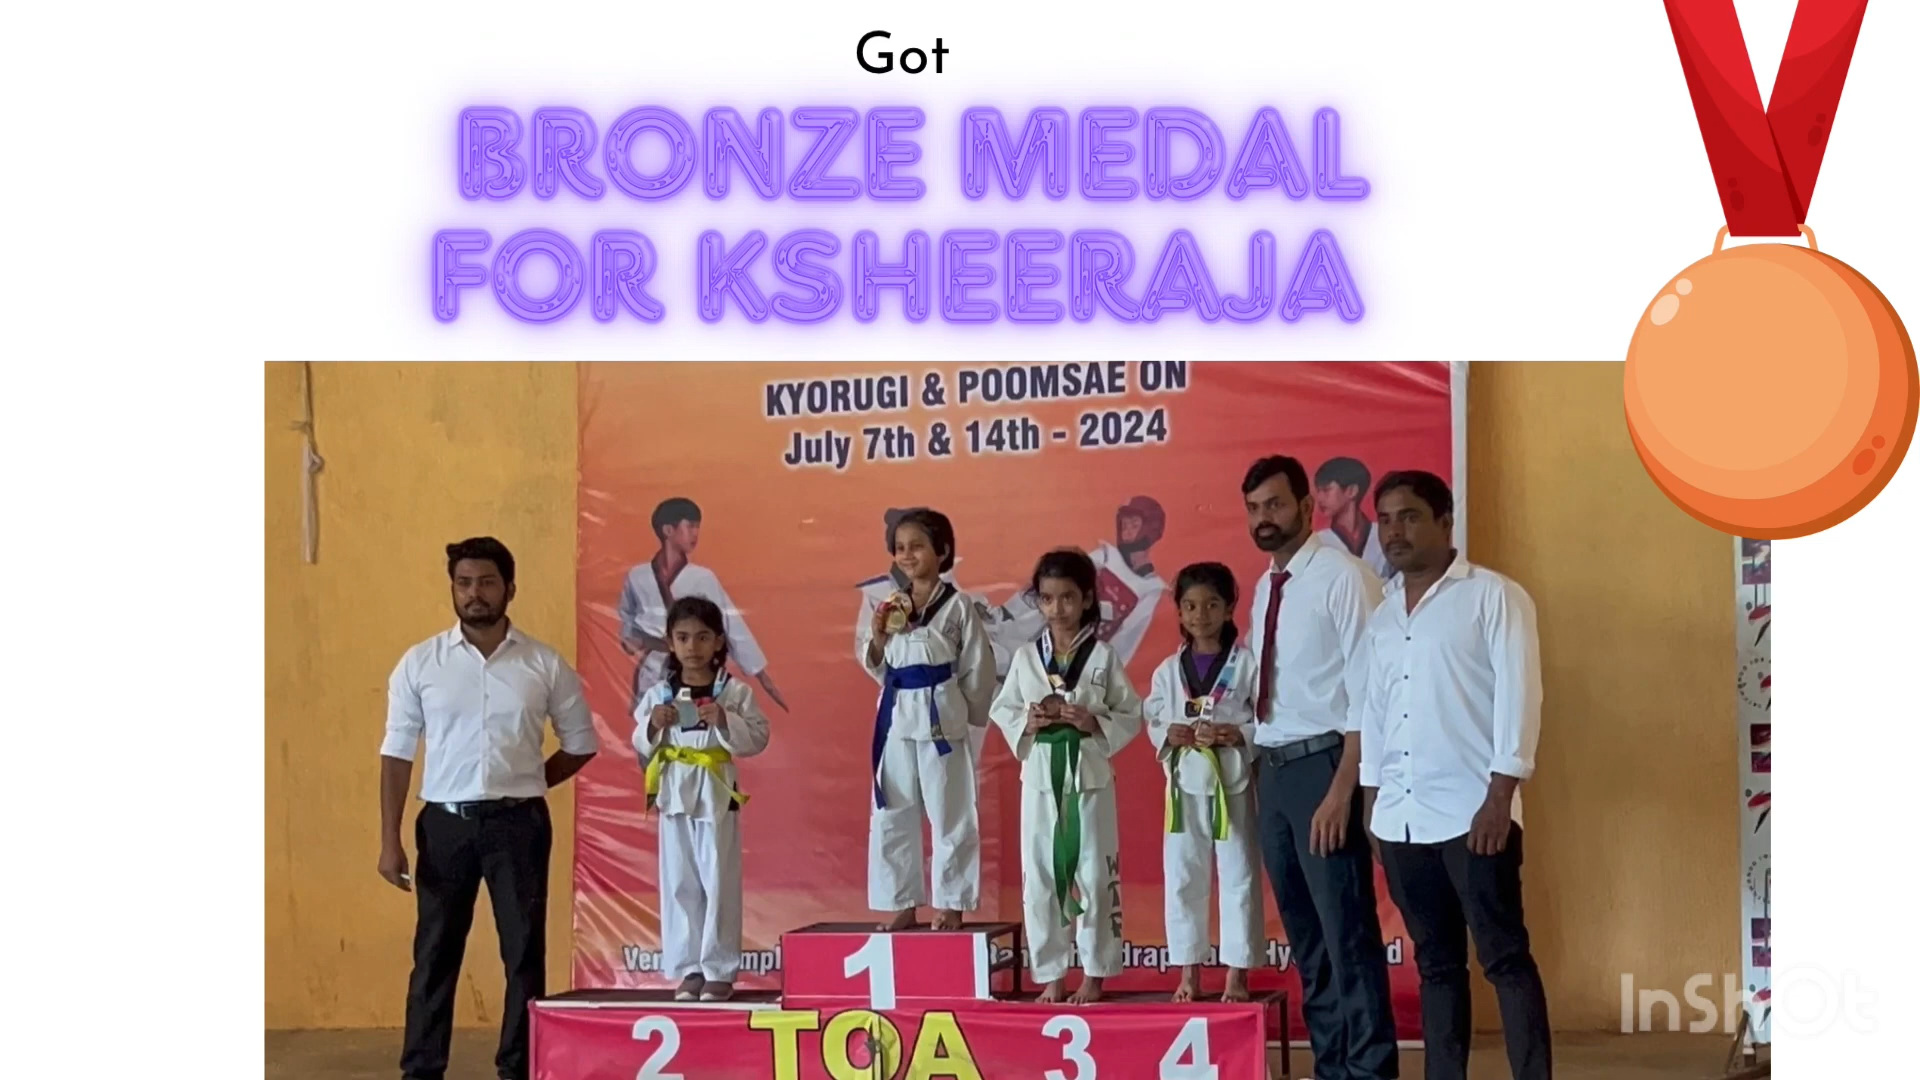 Got
BRONZE MEDAL
FOR KSHEERAJA
KYORUGI & POOMSAE ON
July 7th & 14th - 2024
1
2 TOA 3 4
InShOt